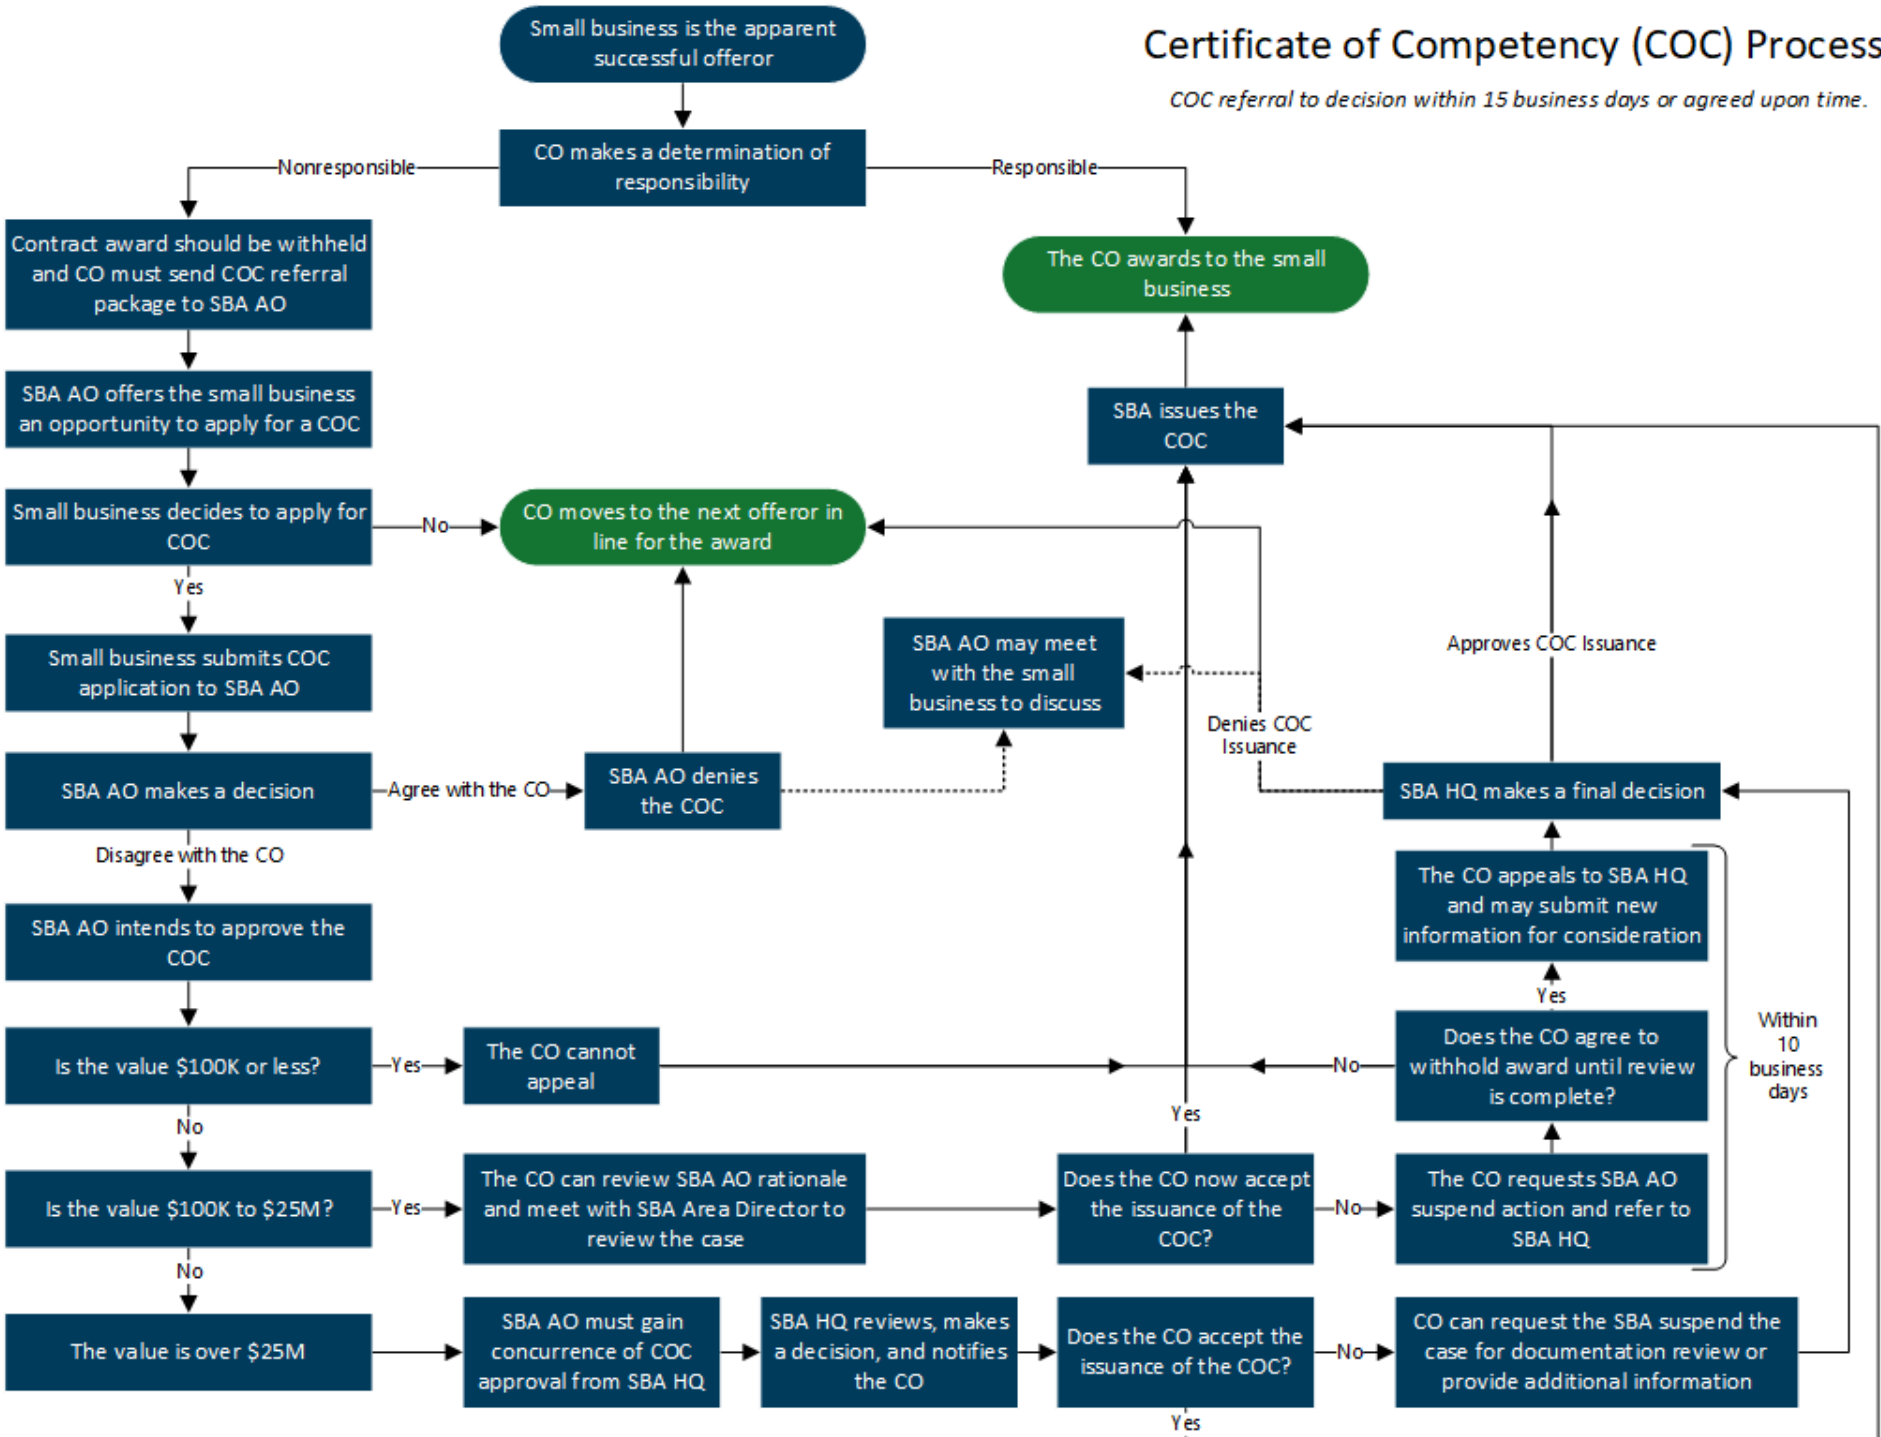 Certificate of Competency (COC) Process
COC referral to decision within 15 business days or agreed upon time.
Small business is the apparent
successful offeror
CO makes a determination of
responsibility
Nonresponsible
Responsible
Contract award should be withheld
and CO must send COC referral
package to SBA AO
The CO awards to the small
business
SBA AO offers the small business
an opportunity to apply for a COC
SBA issues the
COC
Small business decides to apply for
COC
No
CO moves to the next offeror in
line for the award
Yes
Small business submits COC
application to SBA AO
SBA AO may meet
with the small
business to discuss
Approves COC Issuance
Denies COC
Issuance
SBA AO makes a decision
Agree with the CO
SBA AO denies
the COC
SBA HQ makes a final decision
Disagree with the CO
SBA AO intends to approve the
COC
The CO appeals to SBA HQ
and may submit new
information for consideration
Yes
Is the value $100K or less?
Yes
The CO cannot
appeal
No
Does the CO agree to
withhold award until review
is complete?
Within
10
business
days
No
Yes
Is the value $100K to $25M?
Yes
The CO can review SBA AO rationale
and meet with SBA Area Director to
review the case
Does the CO now accept
the issuance of the
COC?
No
The CO requests SBA AO
suspend action and refer to
SBA HQ
No
The value is over $25M
SBA AO must gain
concurrence of COC
approval from SBA HQ
SBA HQ reviews, makes
a decision, and notifies
the CO
Does the CO accept the
issuance of the COC?
No
CO can request the SBA suspend the
case for documentation review or
provide additional information
Yes